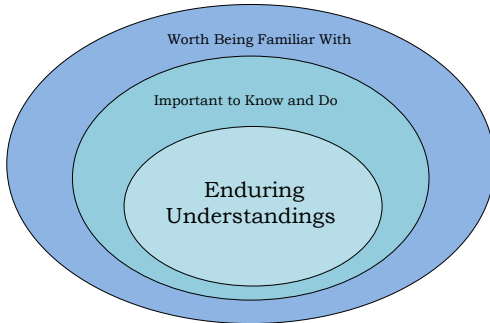 Worth Being Familiar With
Important to Know and Do
Enduring
Understandings